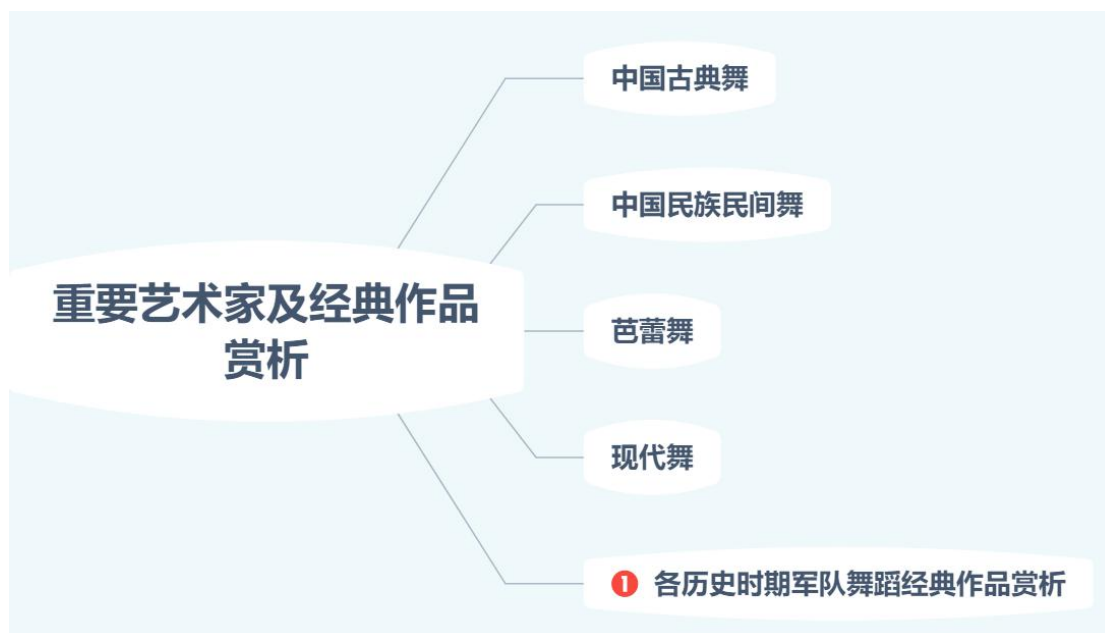 中国古典舞
中国民族民间舞
重要艺术家及经典作品
赏析
芭蕾舞
现代舞
1 各历史时期军队舞蹈经典作品赏析